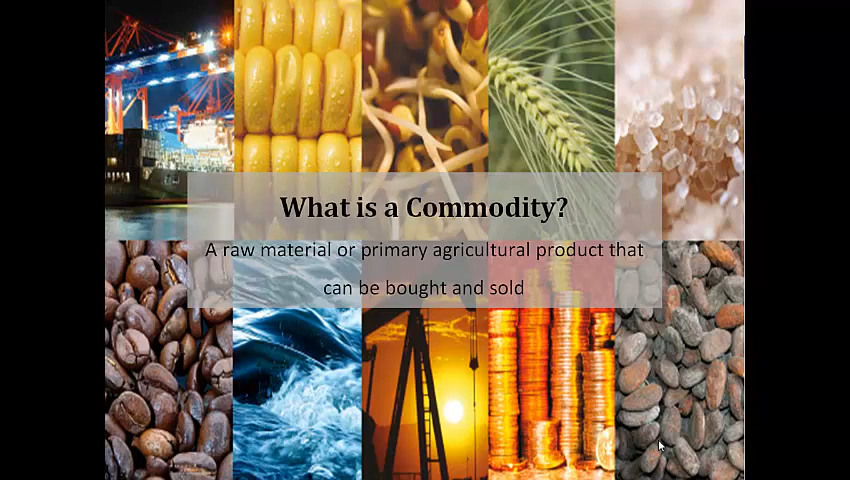 What is a Commodity?
A raw material or primary agricultural product that
can be bought and sold